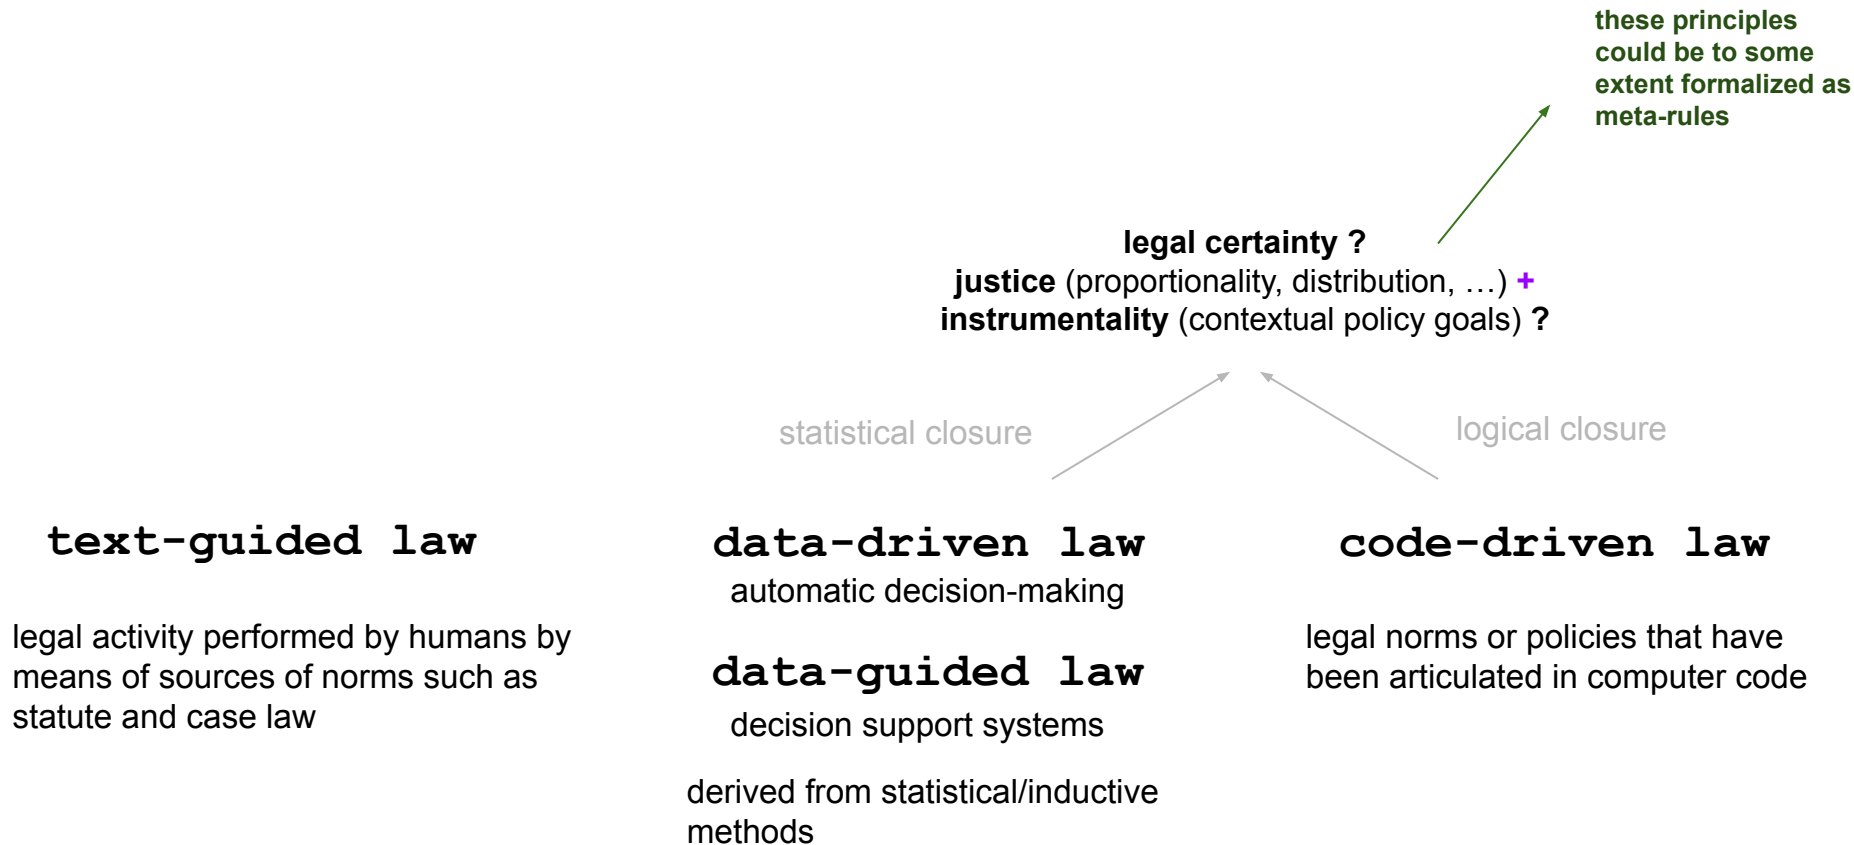 these principles
could be to some
extent formalized as
meta-rules
legal certainty ?
justice (proportionality, distribution, …) +
instrumentality (contextual policy goals) ?
statistical closure
logical closure
text-guided law
legal activity performed by humans by
means of sources of norms such as
statute and case law
data-driven law
automatic decision-making
data-guided law
decision support systems
derived from statistical/inductive
methods
code-driven law
legal norms or policies that have
been articulated in computer code